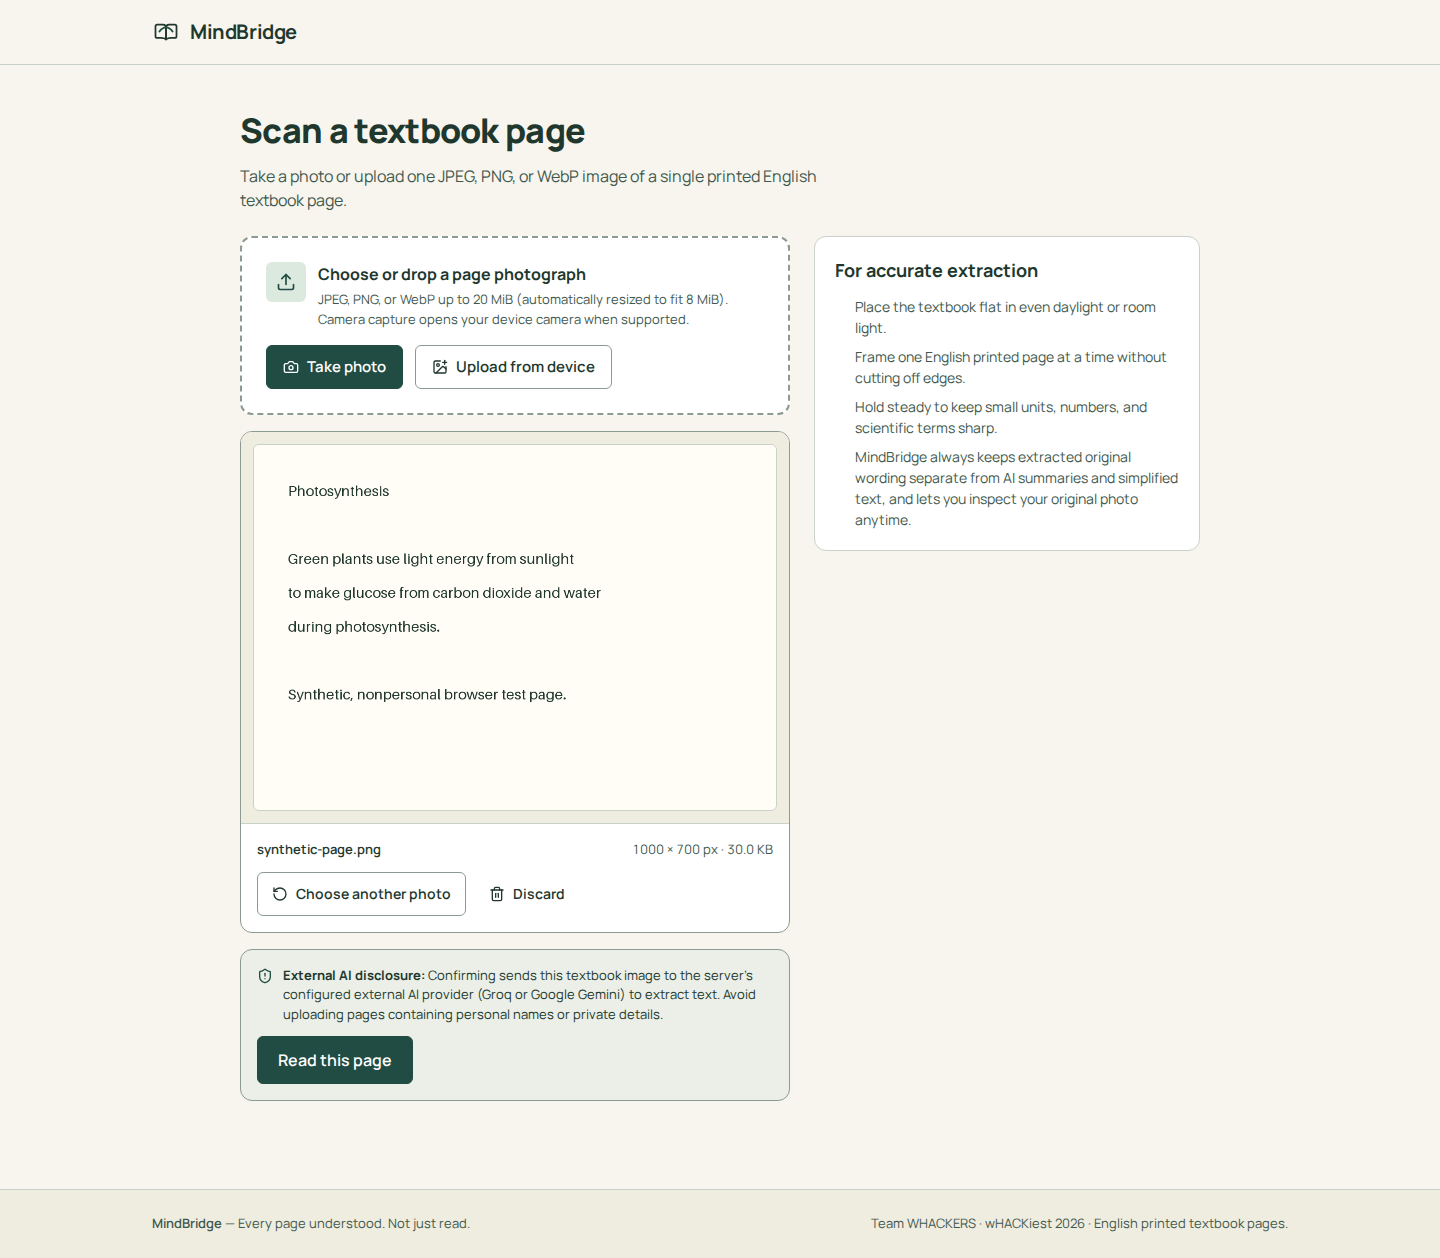 MindBridge
Scan a textbook page
Take a photo or upload one JPEG, PNG, or WebP image of a single printed English
textbook page.
Choose or drop a page photograph
JPEG, PNG, or WebP up to 20 MiB (automatically resized to fit 8 MiB).
Camera capture opens your device camera when supported.
Take photo
Upload from device
Photosynthesis
Green plants use light energy from sunlight
to make glucose from carbon dioxide and water
during photosynthesis.
Synthetic, nonpersonal browser test page.
synthetic-page.png
1000 × 700 px · 30.0 KB
Choose another photo
Discard
External AI disclosure: Confirming sends this textbook image to the server's
configured external AI provider (Groq or Google Gemini) to extract text. Avoid
uploading pages containing personal names or private details.
Read this page
For accurate extraction
Place the textbook flat in even daylight or room
light.
Frame one English printed page at a time without
cutting off edges.
Hold steady to keep small units, numbers, and
scientific terms sharp.
MindBridge always keeps extracted original
wording separate from AI summaries and simplified
text, and lets you inspect your original photo
anytime.
MindBridge — Every page understood. Not just read.
Team WHACKERS · wHACKiest 2026 · English printed textbook pages.